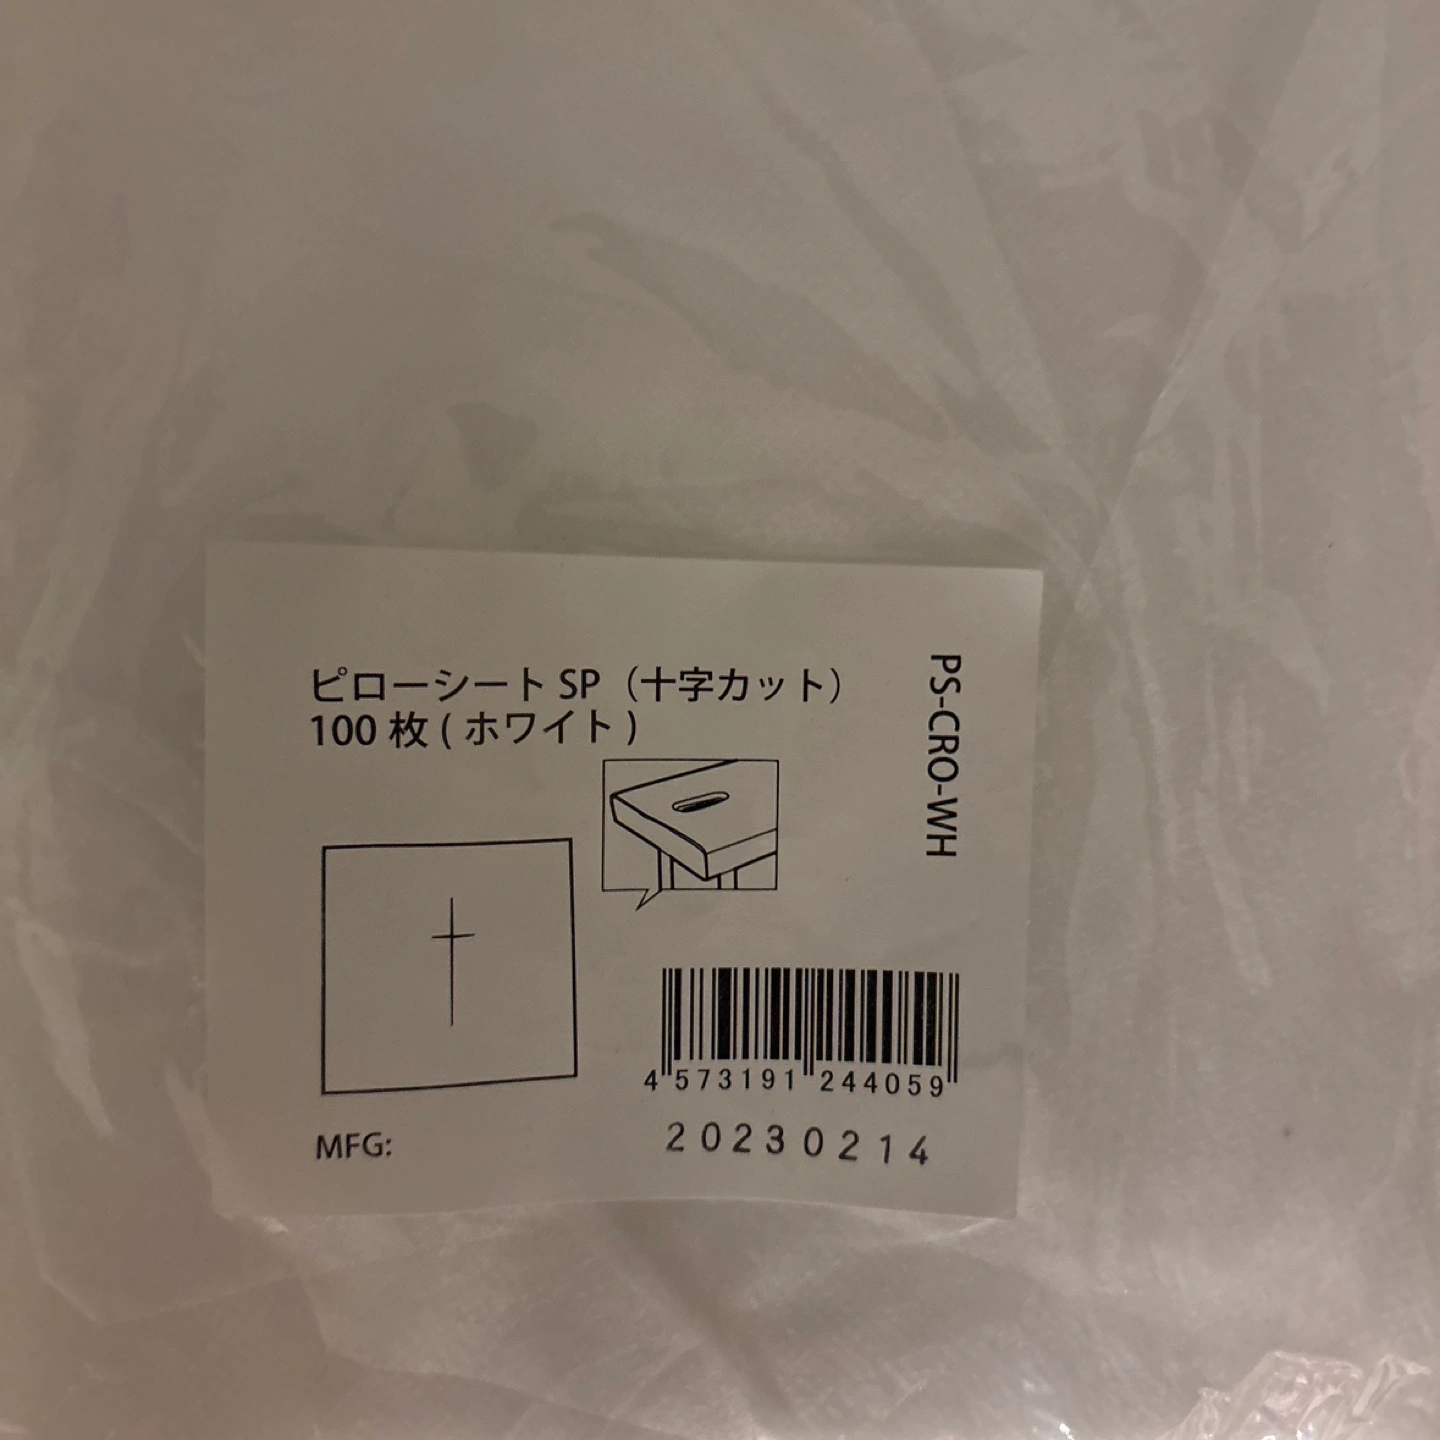 ピローシート SP（十字カット）
100 枚 ( ホワイト )
PS-CRO-WH
4 573191 244059
MFG:
20230214